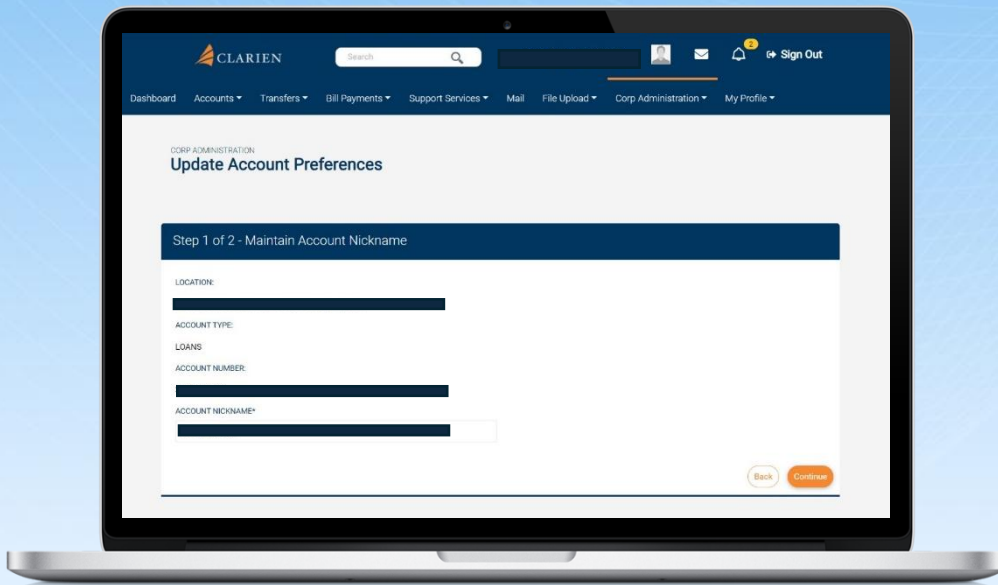 CLARIEN
Search
2
Sign Out
Dashboard Accounts Transfers Bill Payments Support Services Mail File Upload Corp Administration My Profile
CORP ADMINISTRATION
Update Account Preferences
Step 1 of 2 - Maintain Account Nickname
LOCATION:
ACCOUNT TYPE:
LOANS
ACCOUNT NUMBER:
ACCOUNT NICKNAME*
Back Continue